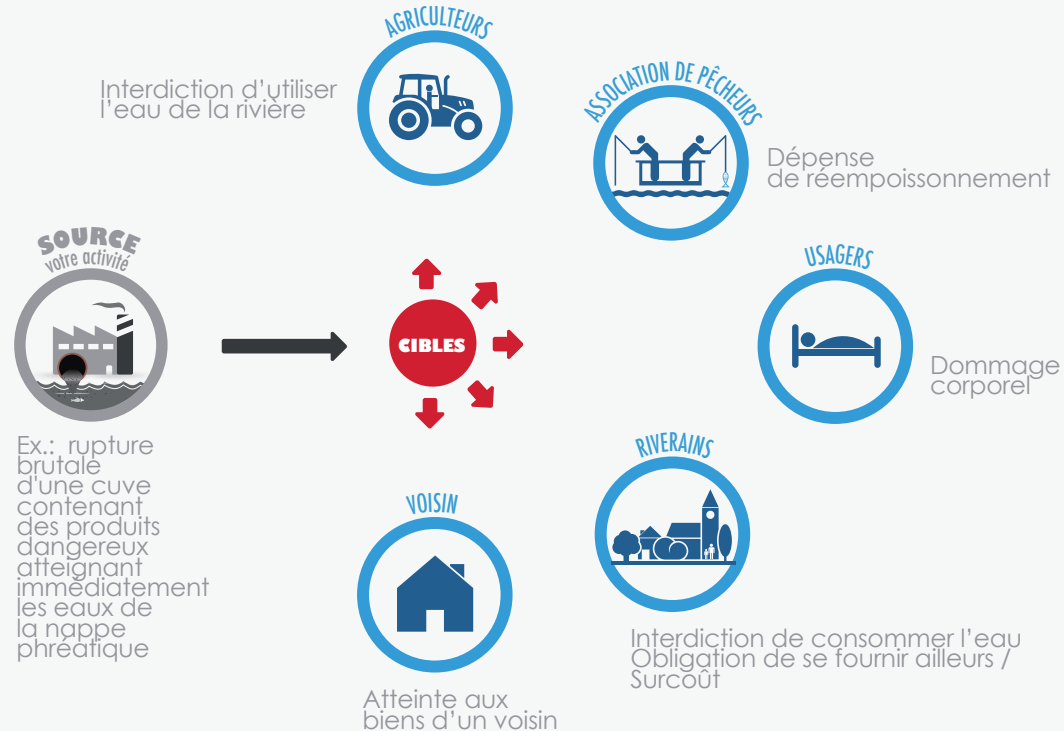 AGRICULTEURS
Interdiction d'utiliser
l'eau de la rivière
ASSOCIATION DE PÊCHEURS
Dépense
de réempoissonnement
SOURCE
votre activité
Ex.: rupture
brutale
d'une cuve
contenant
des produits
dangereux
atteignant
immédiatement
les eaux de
la nappe
phréatique
CIBLES
USAGERS
Dommage
corporel
RIVERAINS
Interdiction de consommer l'eau
Obligation de se fournir ailleurs /
Surcoût
VOISIN
Atteinte aux
biens d'un voisin